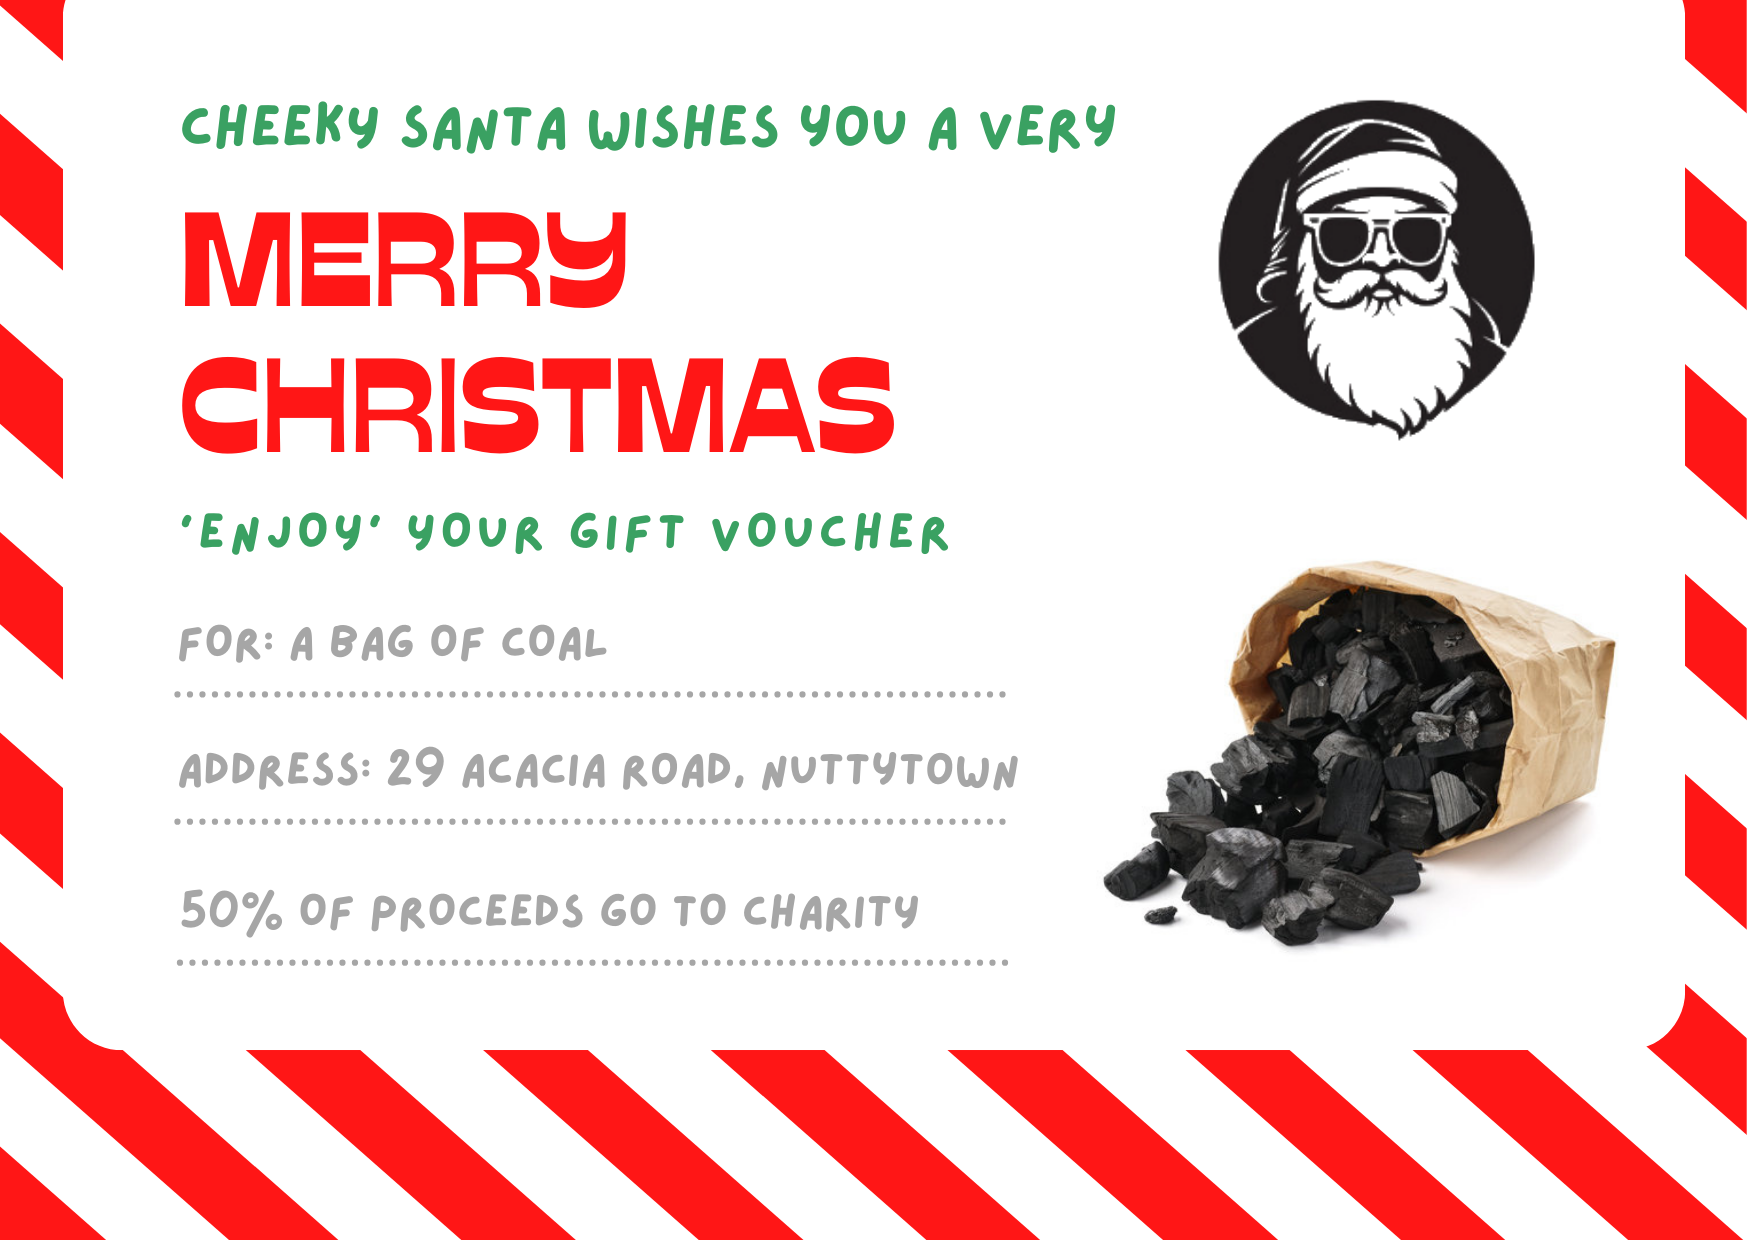 CHEEKY SANTA WISHES YOU A VERY
MERRY
CHRISTMAS
'ENJOY' YOUR GIFT VOUCHER
FOR: A BAG OF COAL
ADDRESS: 29 ACACIA ROAD, NUTTYTOWN
50% OF PROCEEDS GO TO CHARITY